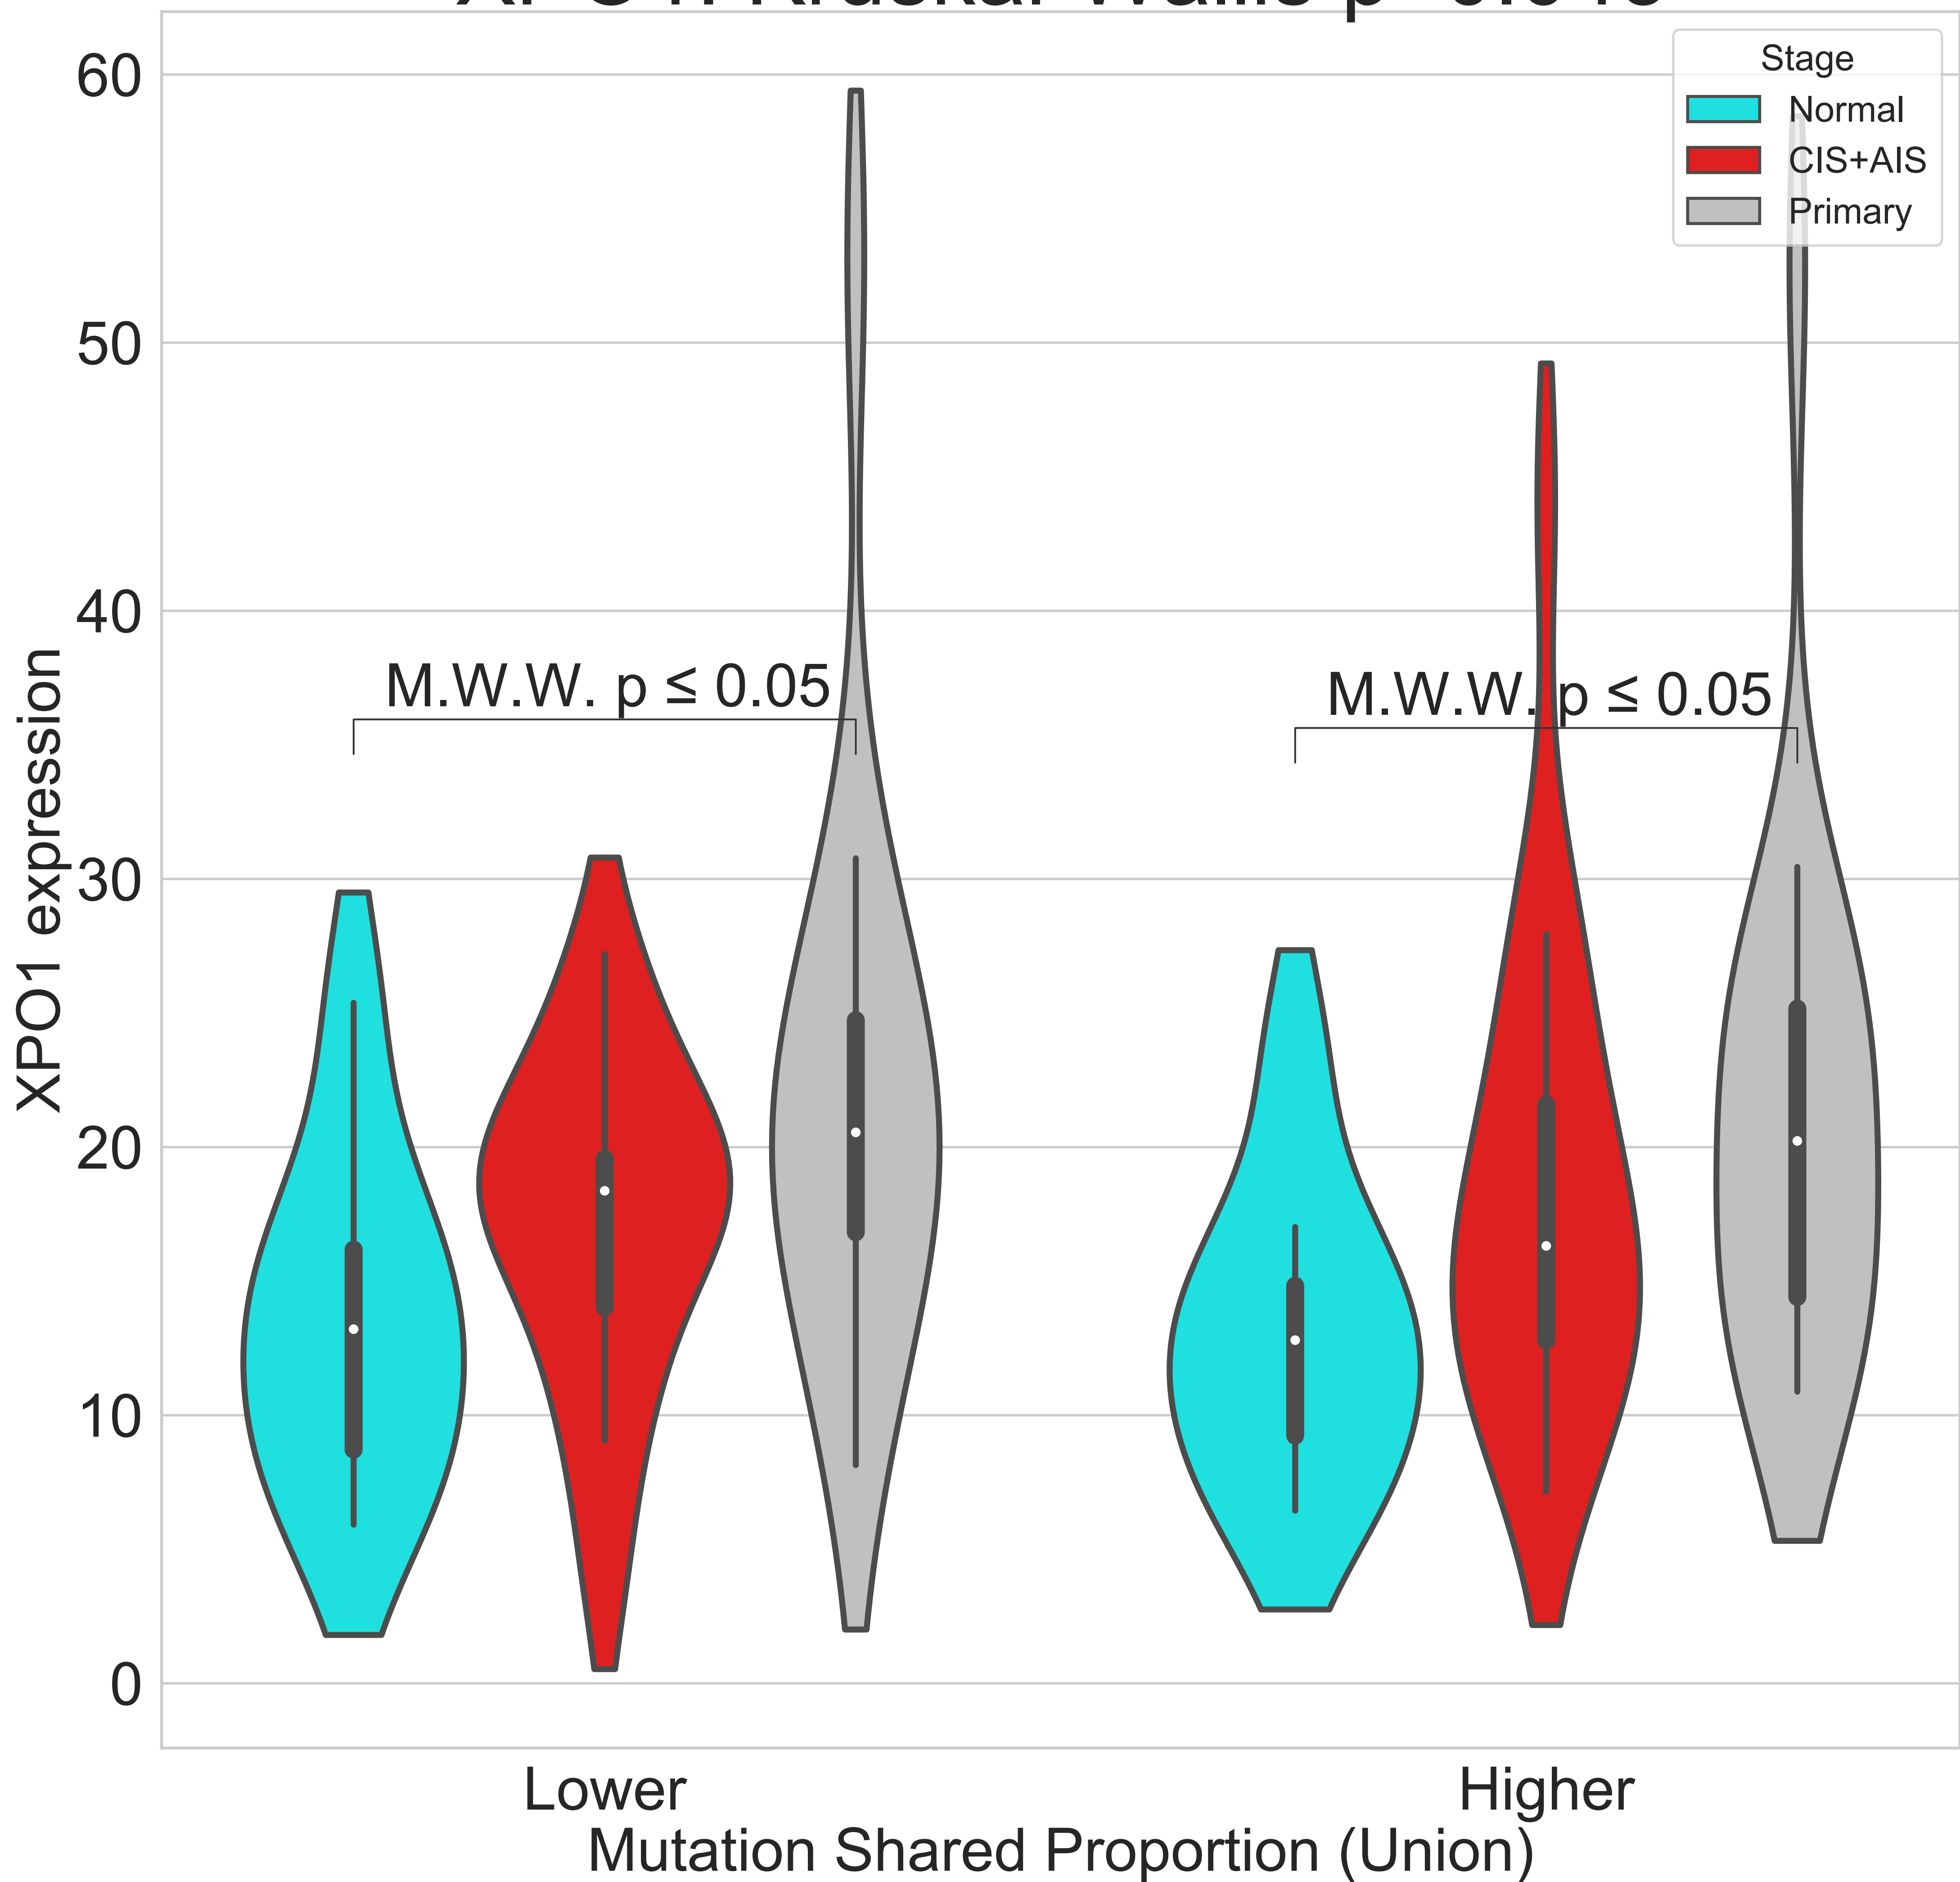 Stage
Normal
CIS+AIS
Primary
60
50
40
30
20
10
0
XPO1 expression
M.W.W. p ≤ 0.05
M.W.W. p ≤ 0.05
Lower
Higher
Mutation Shared Proportion (Union)